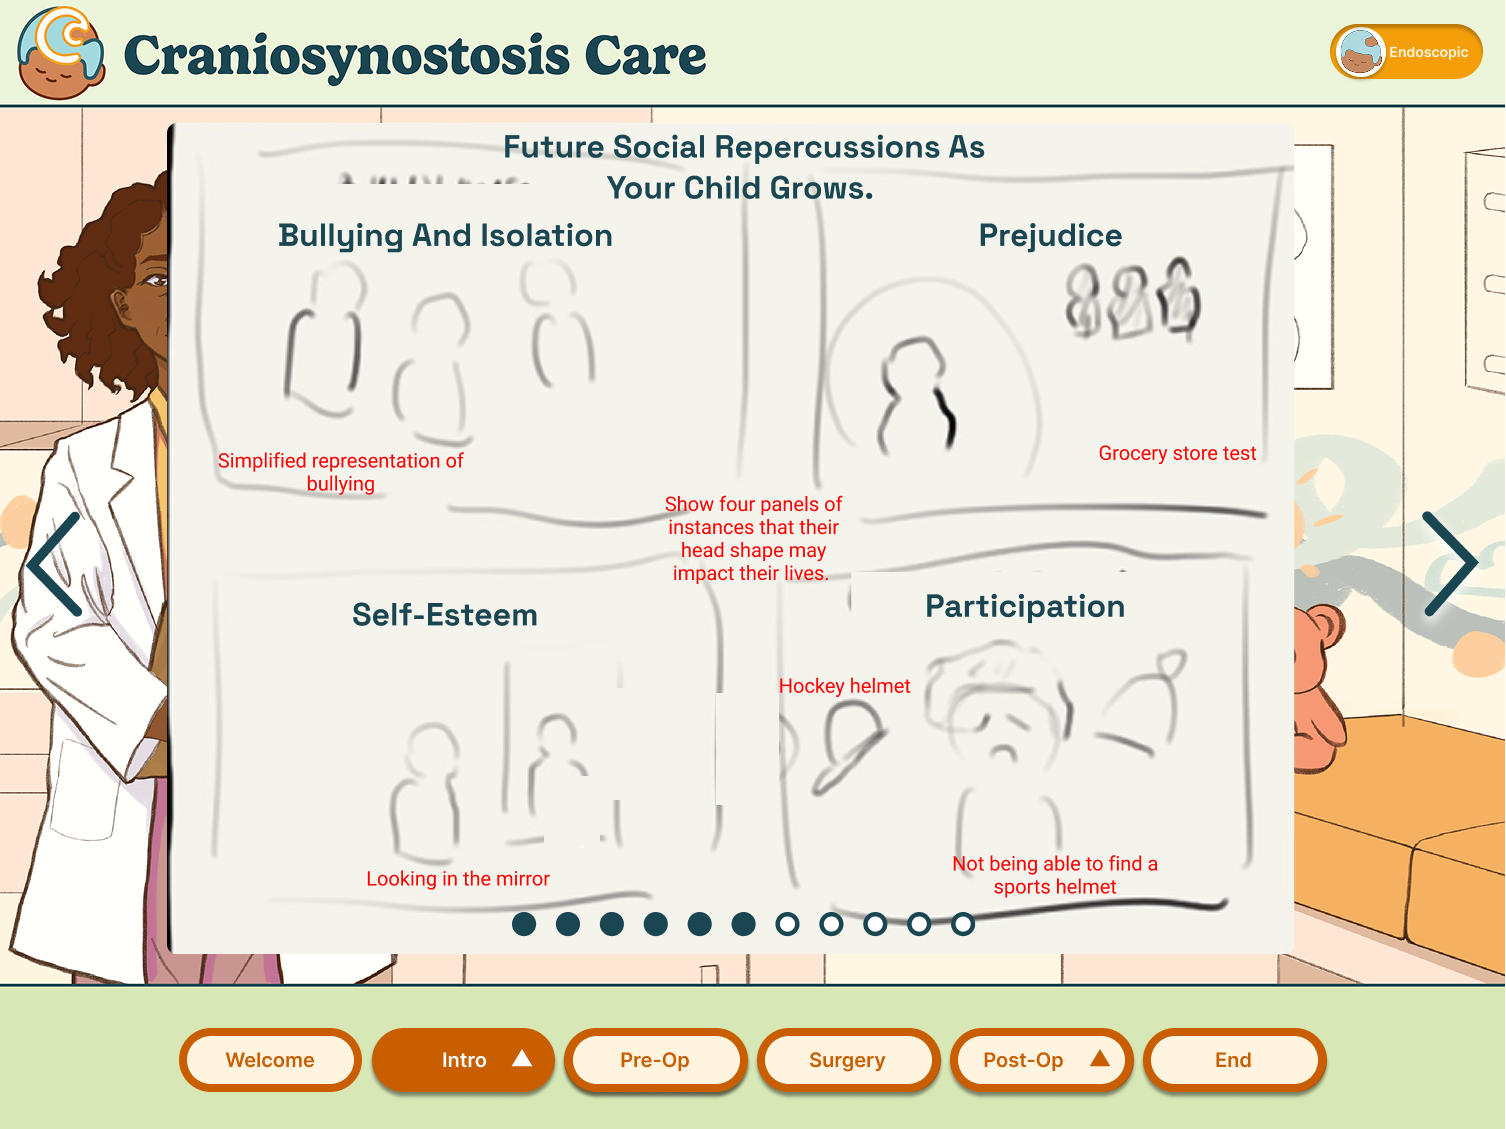 Craniosynostosis Care
Endoscopic
Future Social Repercussions As
Your Child Grows.
Bullying And Isolation
Prejudice
Simplified representation of
bullying
Grocery store test
Show four panels of
instances that their
head shape may
impact their lives.
Self-Esteem
Participation
Hockey helmet
Looking in the mirror
Not being able to find a
sports helmet
Welcome
Intro
Pre-Op
Surgery
Post-Op
End